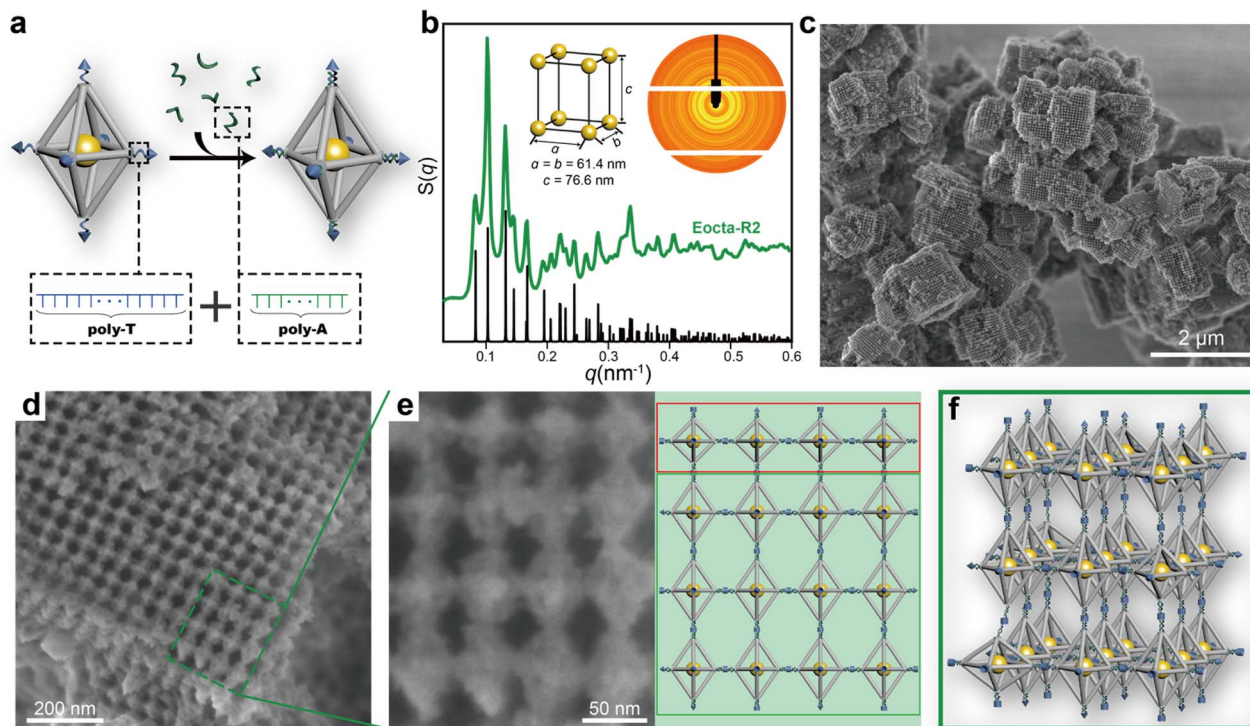 a
poly-T
+
poly-A
b
S(q)
a
b
c
a = b = 61.4 nm
c = 76.6 nm
Eocta-R2
0.1
0.2
0.3
0.4
0.5
0.6
q(nm⁻¹)
c
2 μm
d
200 nm
e
50 nm
f